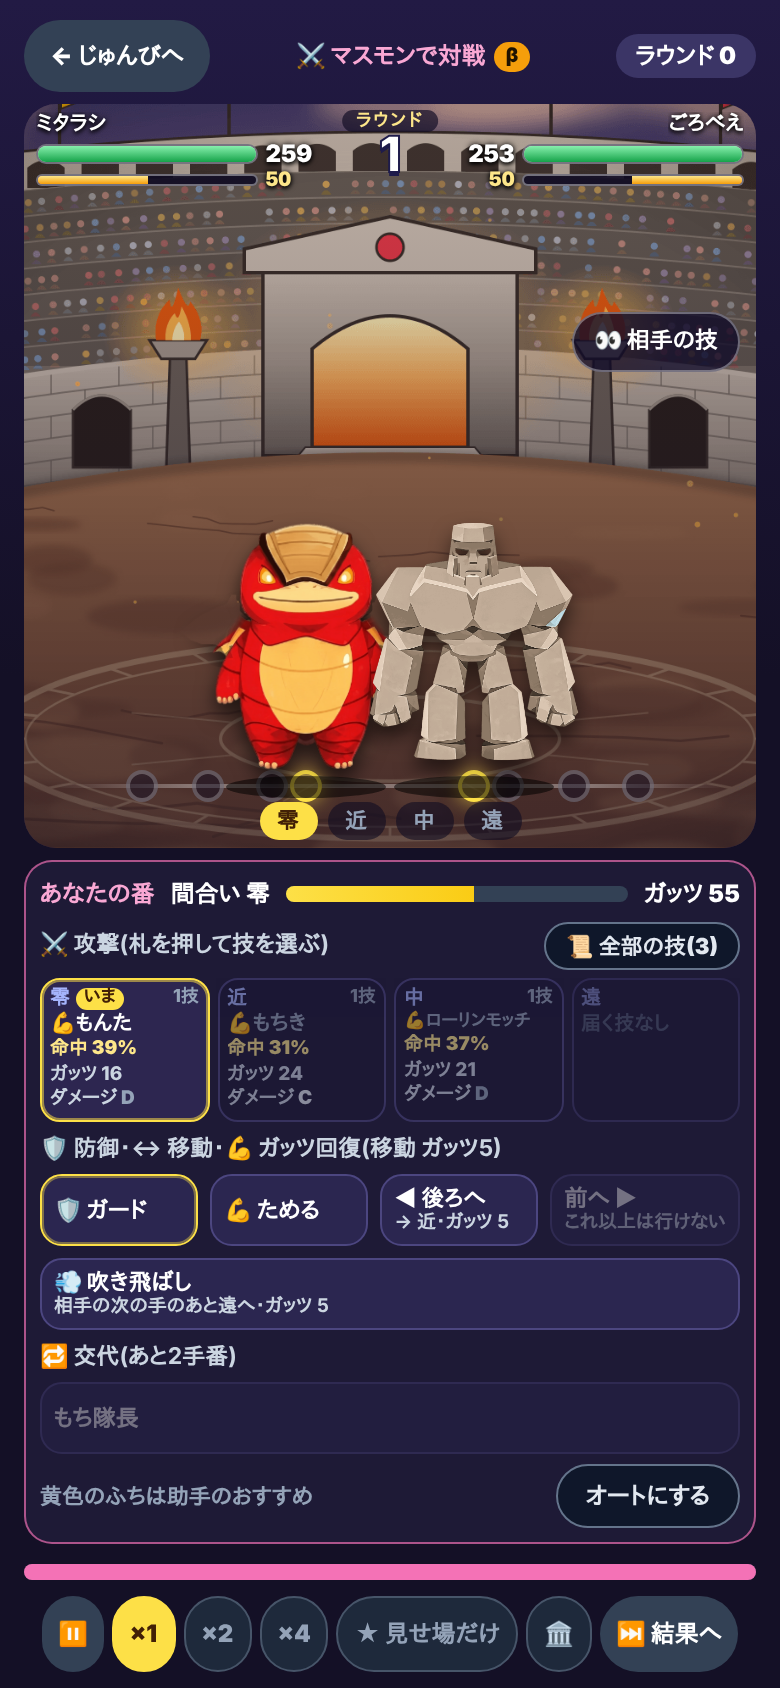 ← じゅんびへ
⚔️ マスモンで対戦 β
ラウンド 0
ミタラシ
ラウンド
ごろべえ
259
1
253
50
50
👀 相手の技
零 近 中 遠
あなたの番 間合い 零 ガッツ 55
⚔️ 攻撃(札を押して技を選ぶ)
📜 全部の技(3)
零 いま 1技
💪もんた
命中 39%
ガッツ 16
ダメージ D
近 1技
💪もちき
命中 31%
ガッツ 24
ダメージ C
中 1技
💪ローリンモッチ
命中 37%
ガッツ 21
ダメージ D
遠
届く技なし
🛡️ 防御・↔ 移動・💪 ガッツ回復(移動 ガッツ5)
🛡️ ガード
💪 ためる
◀ 後ろへ
→ 近・ガッツ 5
前へ ▶
これ以上は行けない
💨 吹き飛ばし
相手の次の手のあと遠へ・ガッツ 5
🔁 交代(あと2手番)
もち隊長
黄色のふちは助手のおすすめ
オートにする
⏸ ×1 ×2 ×4 ★ 見せ場だけ 🏛️ ⏩ 結果へ